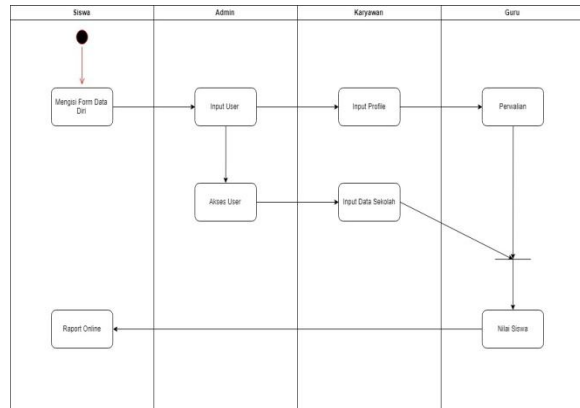 Siswa
Admin
Karyawan
Guru
Mengisi Form Data
Diri
Input User
Input Profile
Perwalian
Akses User
Input Data Sekolah
Raport Online
Nilai Siswa